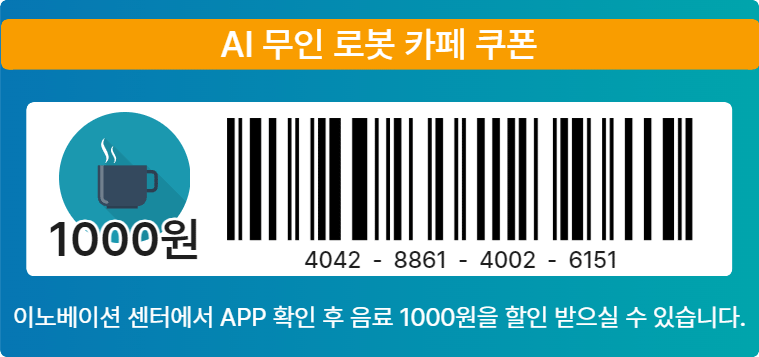 AI 무인 로봇 카페 쿠폰
1000원
4042 - 8861 - 4002 - 6151
이노베이션 센터에서 APP 확인 후 음료 1000원을 할인 받으실 수 있습니다.